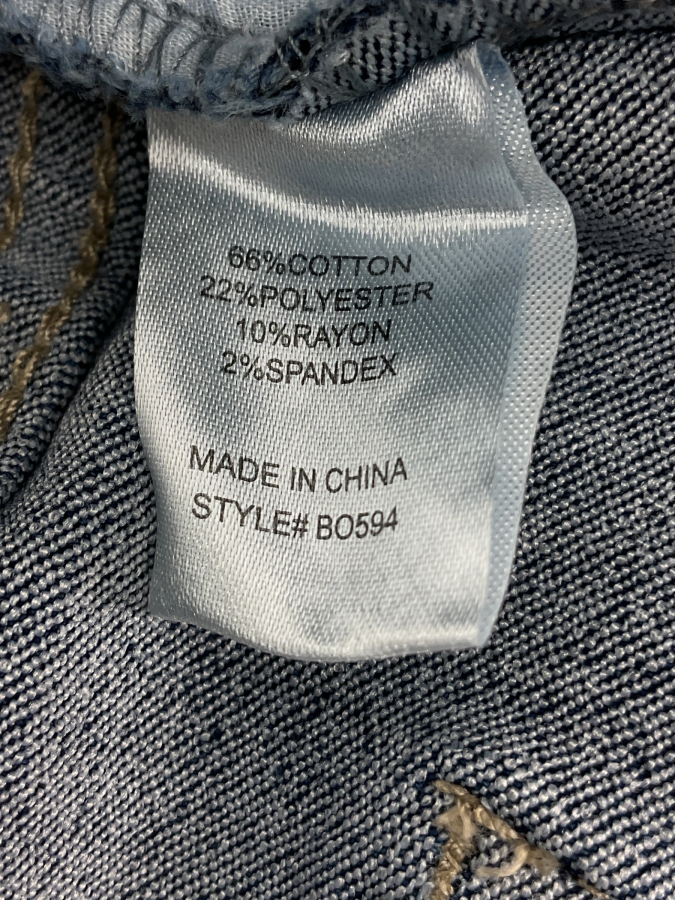 66%COTTON
22%POLYESTER
10%RAYON
2%SPANDEX
MADE IN CHINA
STYLE# BO594